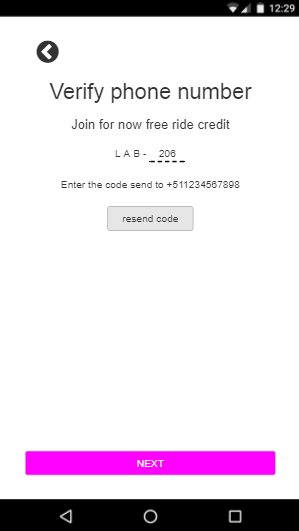 12:29
Verify phone number
Join for now free ride credit
L A B - 206
Enter the code send to +511234567898
resend code
NEXT